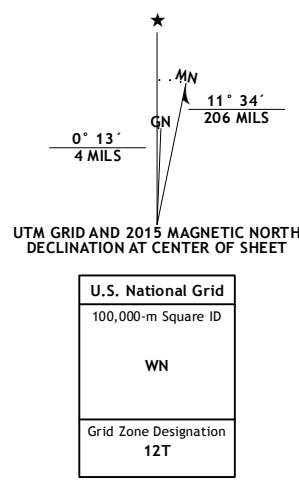 ★
MN
GN
11° 34´
206 MILS
0° 13´
4 MILS
UTM GRID AND 2015 MAGNETIC NORTH
DECLINATION AT CENTER OF SHEET
U.S. National Grid
100,000-m Square ID
WN
Grid Zone Designation
12T